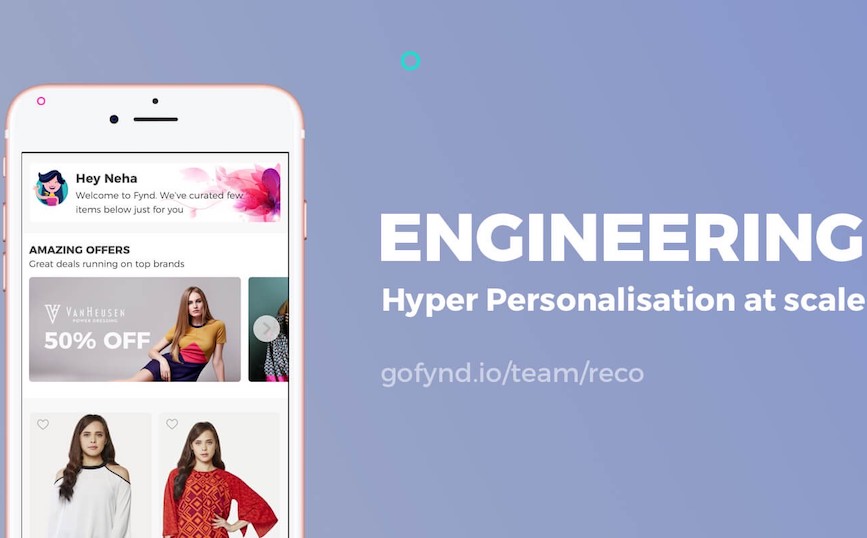 Hey Neha
Welcome to Fynd. We've curated few
items below just for you
AMAZING OFFERS
Great deals running on top brands
VANHEUSEN
POWER DRESSING
50% OFF
ENGINEERING
Hyper Personalisation at scale
gofynd.io/team/reco